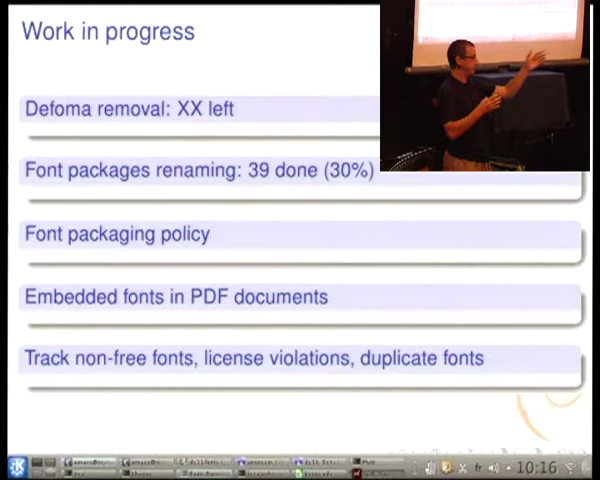 Work in progress
Defoma removal: XX left
Font packages renaming: 39 done (30%)
Font packaging policy
Embedded fonts in PDF documents
Track non-free fonts, license violations, duplicate fonts
fr
10:16